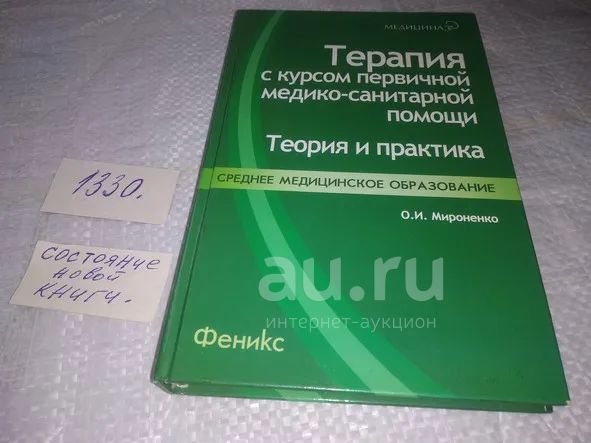 МЕДИЦИНА
Терапия
с курсом первичной
медико-санитарной
помощи
Теория и практика
СРЕДНЕЕ МЕДИЦИНСКОЕ ОБРАЗОВАНИЕ
О.И. Мироненко
1330.
состояние
новой
книги.
au.ru
интернет-аукцион
Феникс